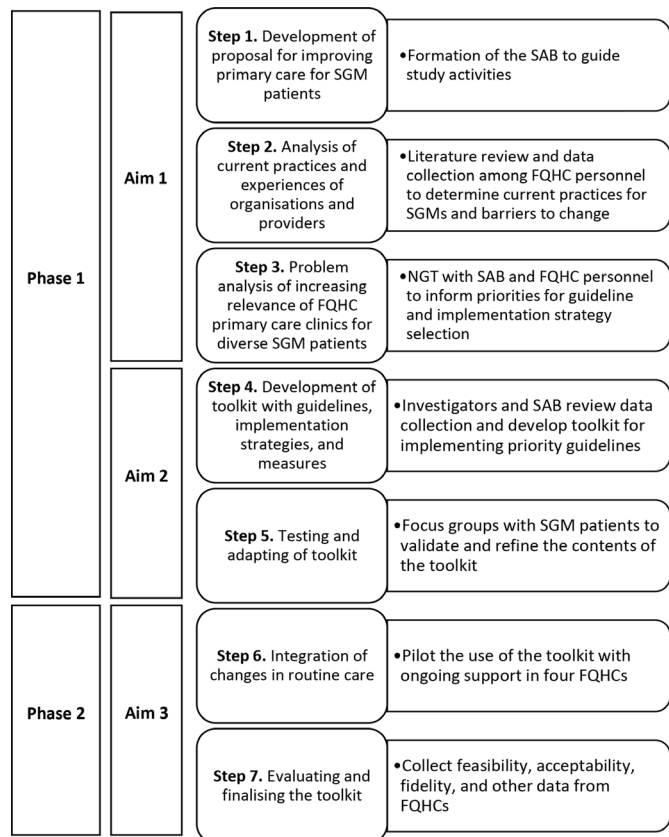 Phase 1
Aim 1
Step 1. Development of
proposal for improving
primary care for SGM
patients
•Formation of the SAB to guide
study activities
Step 2. Analysis of
current practices and
experiences of
organisations and
providers
•Literature review and data
collection among FQHC personnel
to determine current practices for
SGMs and barriers to change
Step 3. Problem
analysis of increasing
relevance of FQHC
primary care clinics for
diverse SGM patients
•NGT with SAB and FQHC personnel
to inform priorities for guideline
and implementation strategy
selection
Aim 2
Step 4. Development of
toolkit with guidelines,
implementation
strategies, and
measures
•Investigators and SAB review data
collection and develop toolkit for
implementing priority guidelines
Step 5. Testing and
adapting of toolkit
•Focus groups with SGM patients to
validate and refine the contents of
the toolkit
Phase 2
Aim 3
Step 6. Integration of
changes in routine care
•Pilot the use of the toolkit with
ongoing support in four FQHCs
Step 7. Evaluating and
finalising the toolkit
•Collect feasibility, acceptability,
fidelity, and other data from
FQHCs